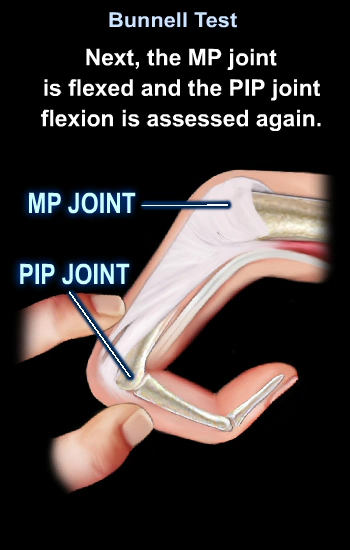 Bunnell Test
Next, the MP joint
is flexed and the PIP joint
flexion is assessed again.
MP JOINT
PIP JOINT